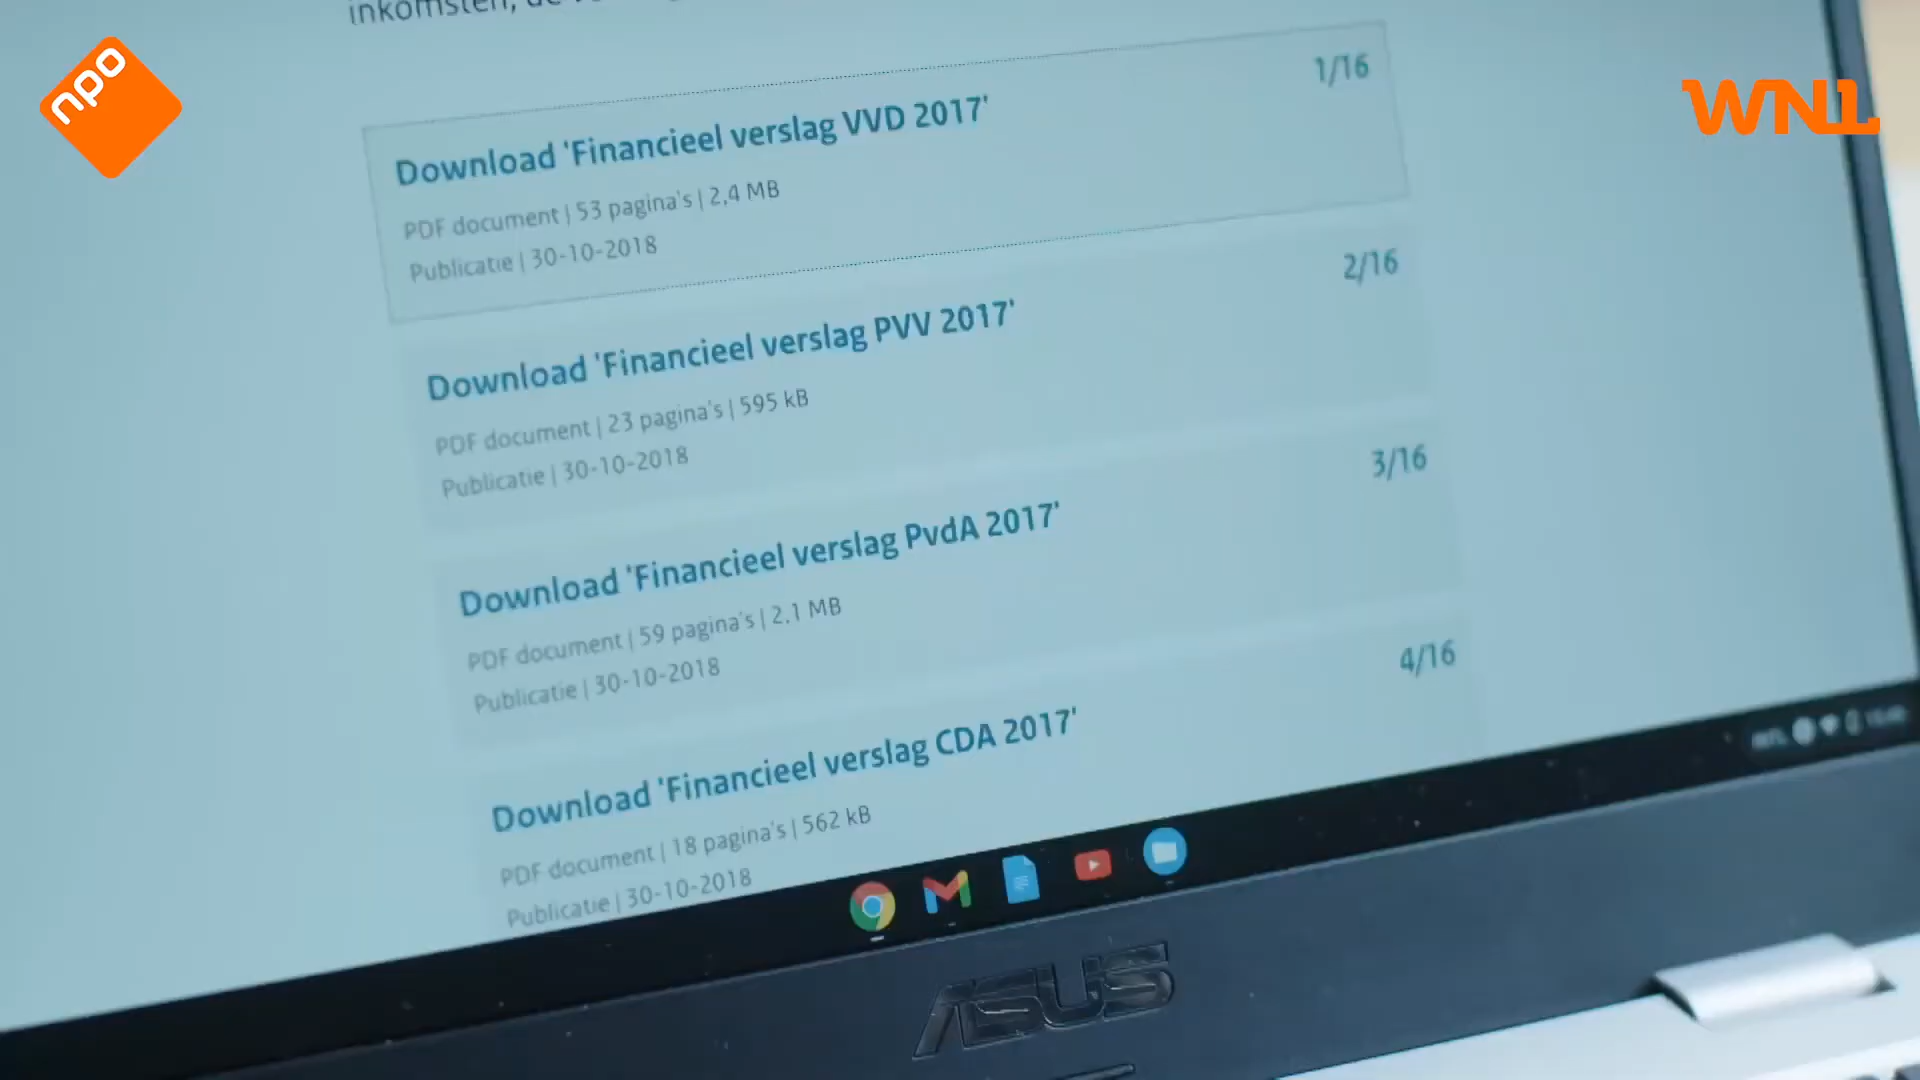 inkomsten, de
npo
WNL
1/16
Download 'Financieel verslag VVD 2017'
PDF document | 53 pagina's | 2,4 MB
Publicatie | 30-10-2018
2/16
Download 'Financieel verslag PVV 2017'
PDF document | 23 pagina's | 595 kB
Publicatie | 30-10-2018
3/16
Download 'Financieel verslag PvdA 2017'
PDF document | 59 pagina's | 2,1 MB
Publicatie | 30-10-2018
4/16
Download 'Financieel verslag CDA 2017'
PDF document | 18 pagina's | 562 kB
Publicatie | 30-10-2018
ASUS